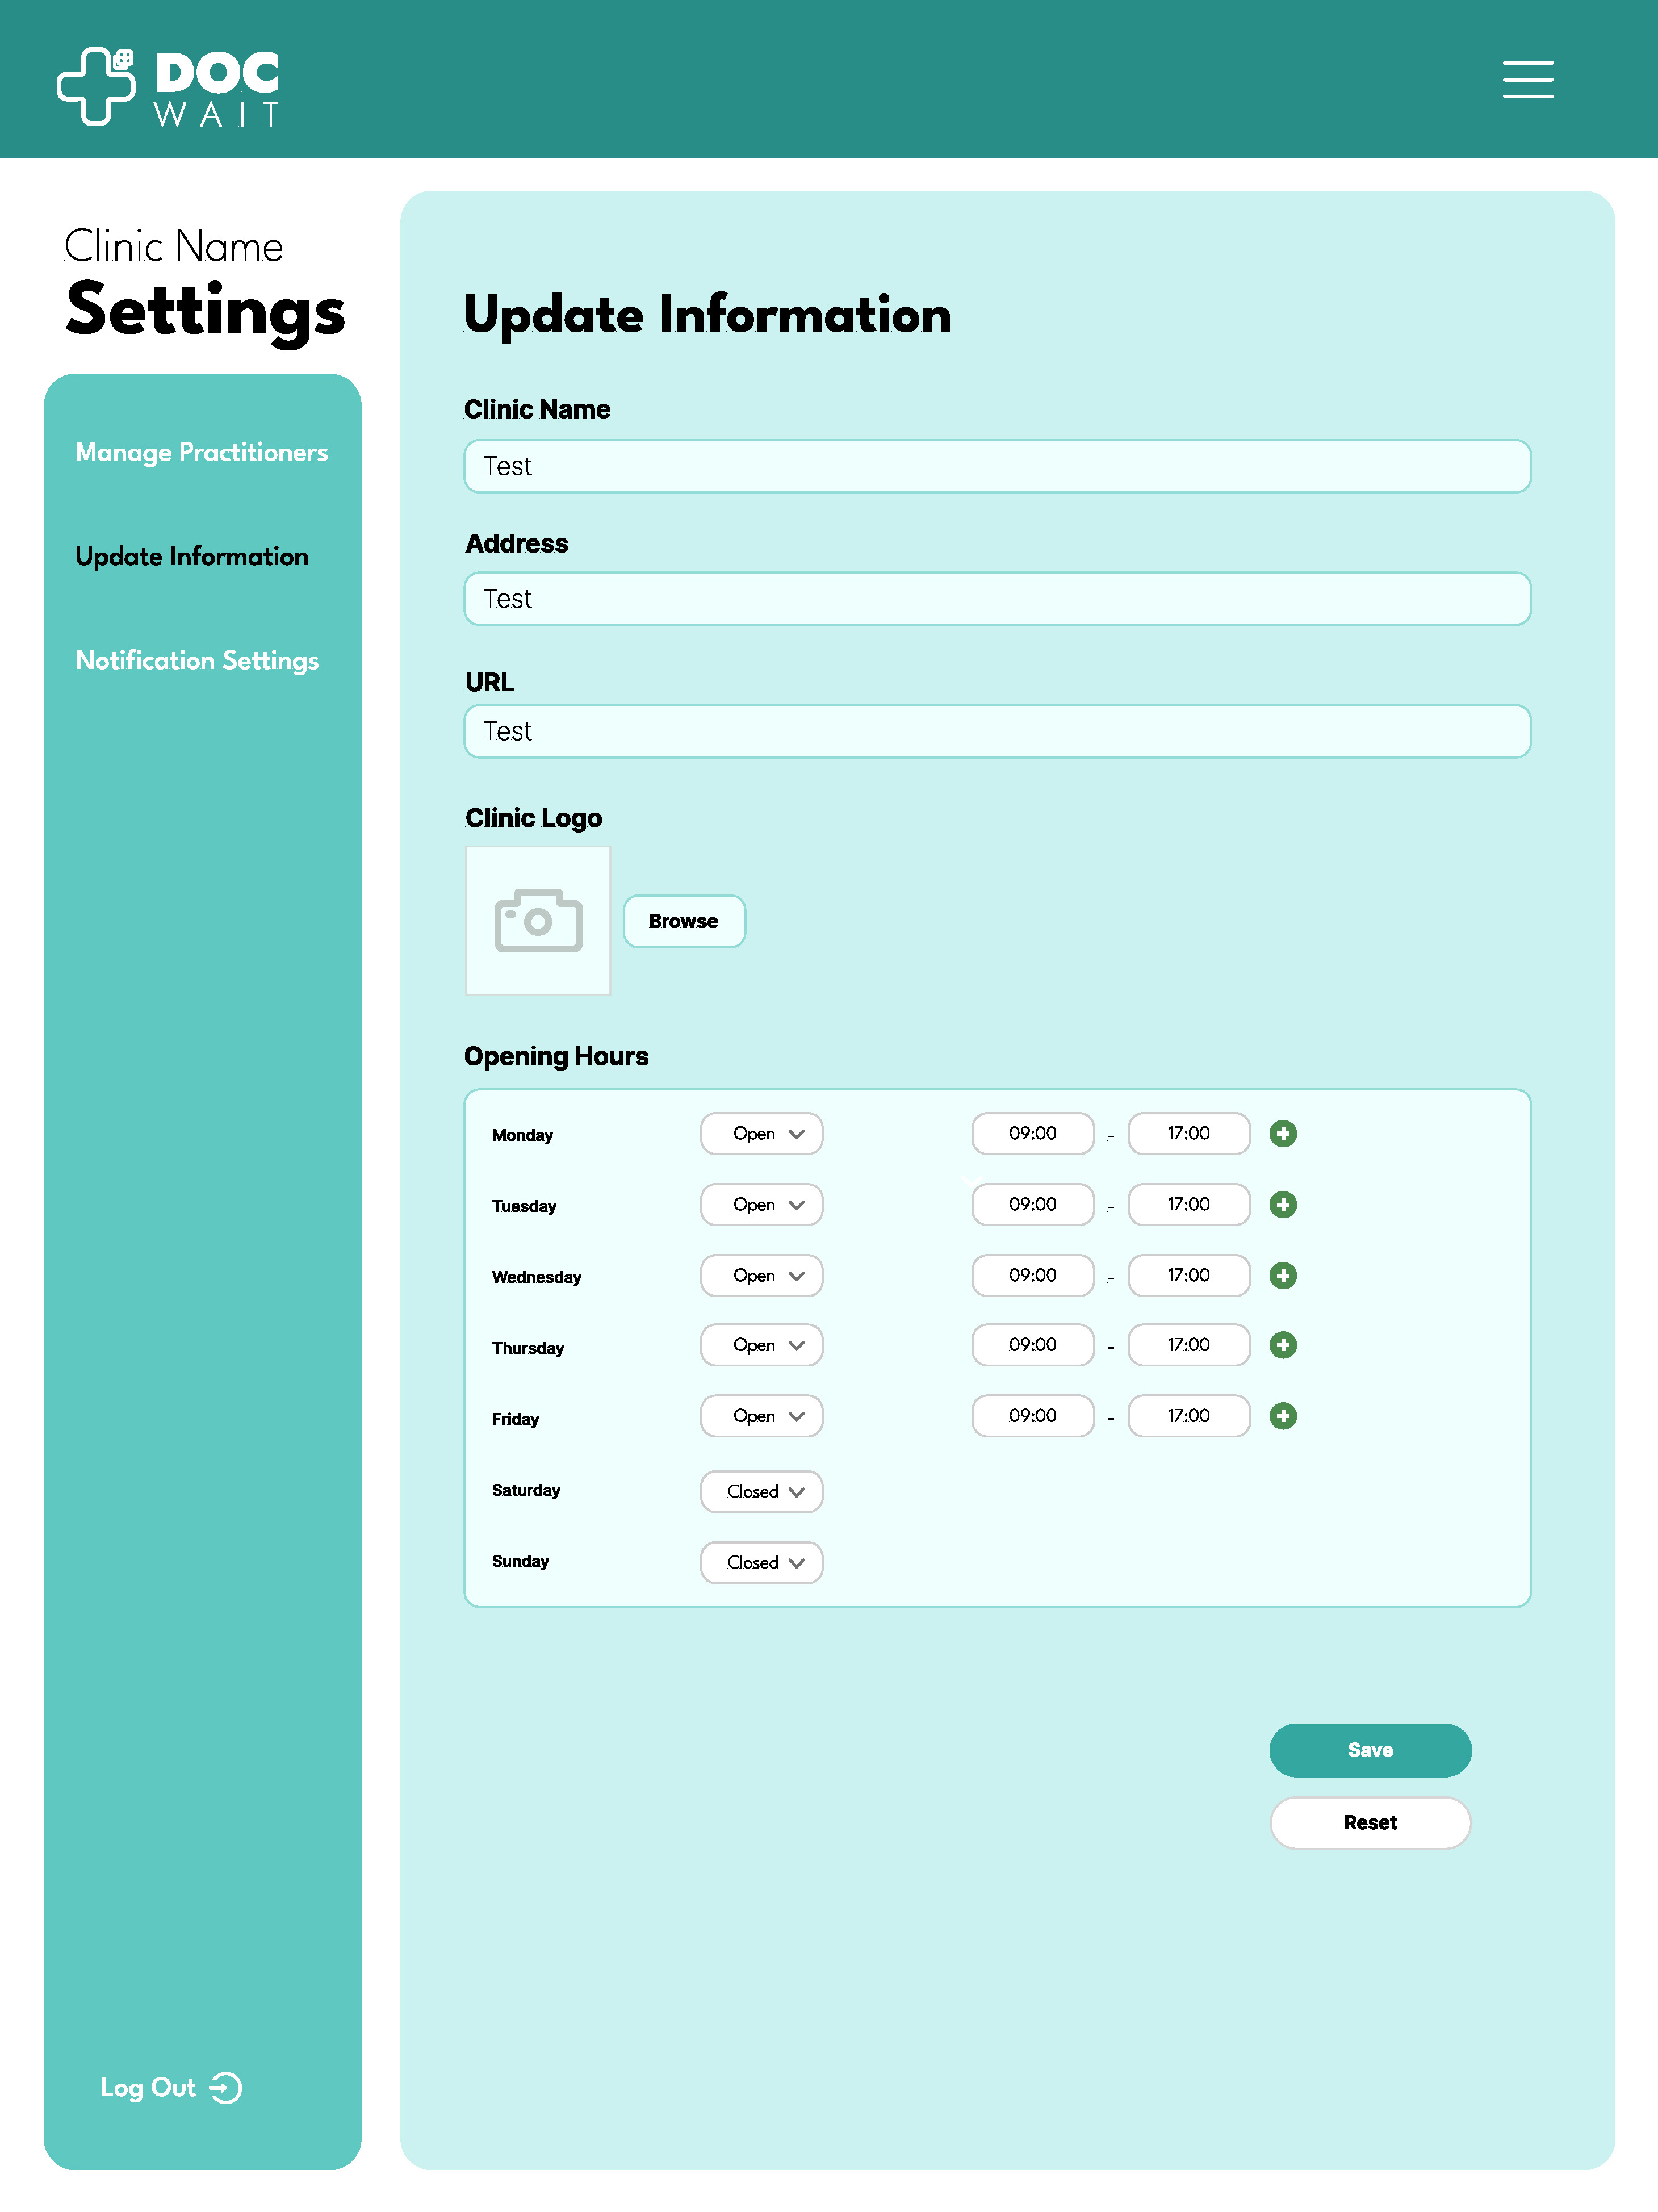 DOC
WAIT
Clinic Name
Settings
Manage Practitioners
Update Information
Notification Settings
Log Out
Update Information
Clinic Name
Test
Address
Test
URL
Test
Clinic Logo
Browse
Opening Hours
Monday Open 09:00 - 17:00
Tuesday Open 09:00 - 17:00
Wednesday Open 09:00 - 17:00
Thursday Open 09:00 - 17:00
Friday Open 09:00 - 17:00
Saturday Closed
Sunday Closed
Save
Reset